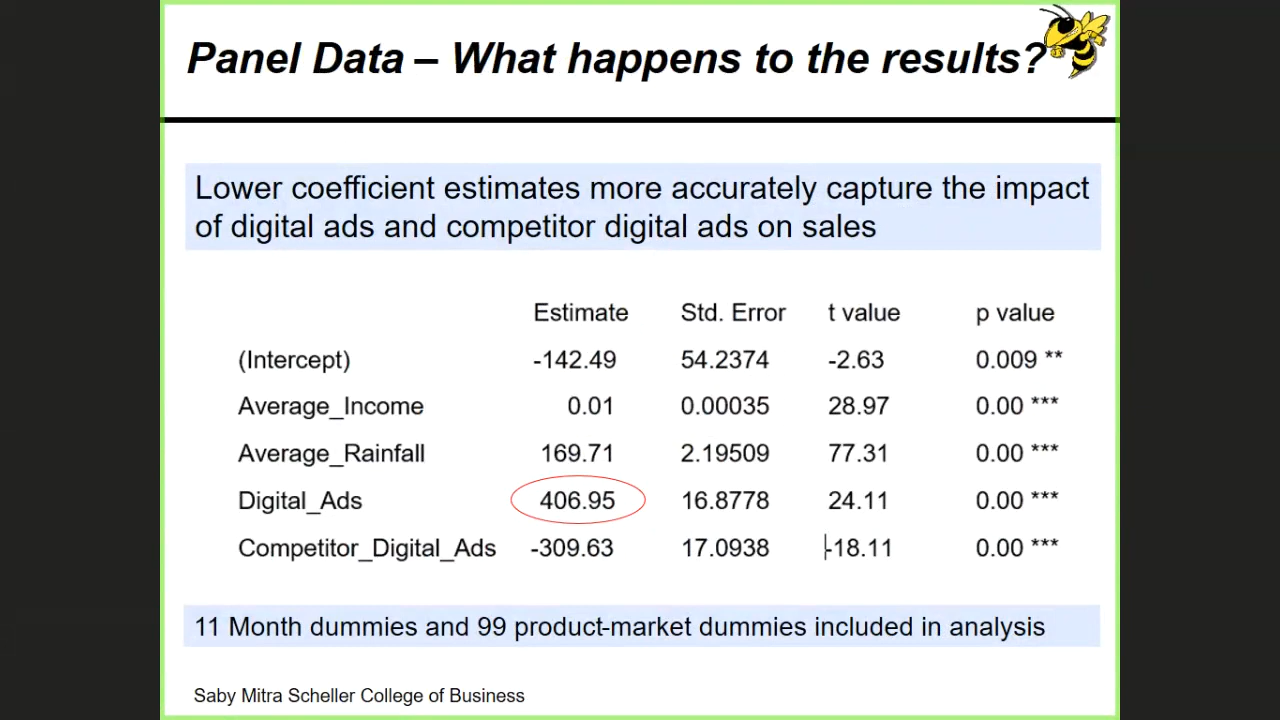 Panel Data – What happens to the results?
Lower coefficient estimates more accurately capture the impact
of digital ads and competitor digital ads on sales
Estimate Std. Error t value p value
(Intercept) -142.49 54.2374 -2.63 0.009 **
Average_Income 0.01 0.00035 28.97 0.00 ***
Average_Rainfall 169.71 2.19509 77.31 0.00 ***
Digital_Ads 406.95 16.8778 24.11 0.00 ***
Competitor_Digital_Ads -309.63 17.0938 -18.11 0.00 ***
11 Month dummies and 99 product-market dummies included in analysis
Saby Mitra Scheller College of Business